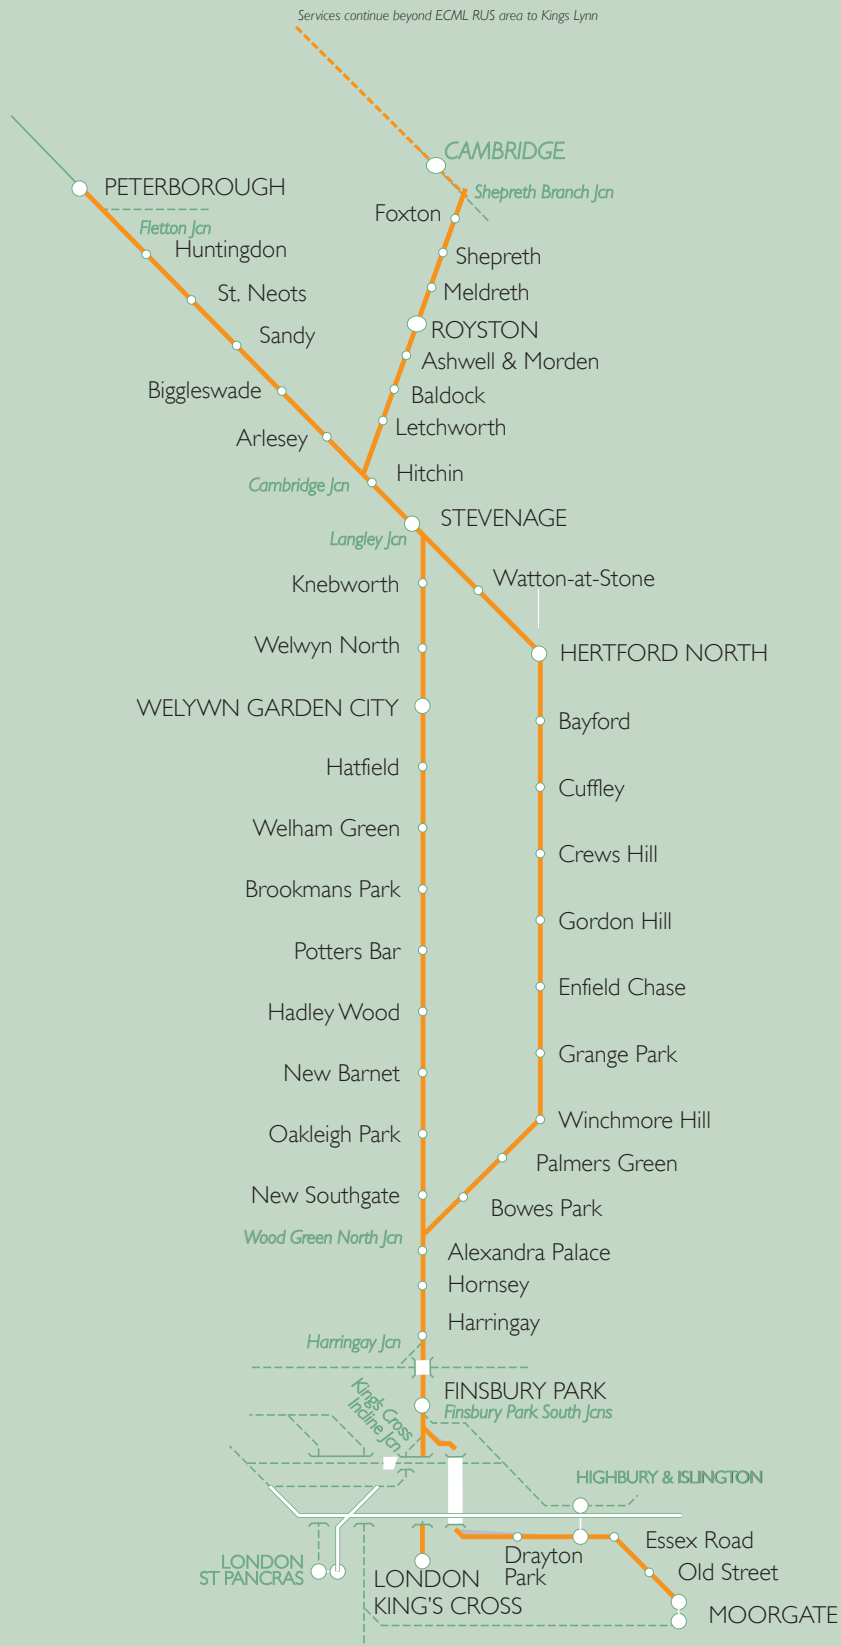 Services continue beyond ECML RUS area to Kings Lynn
CAMBRIDGE
PETERBOROUGH
Shepreth Branch Jcn
Foxton
Fletton Jcn
Huntingdon
Shepreth
St. Neots
Meldreth
Sandy
ROYSTON
Ashwell & Morden
Biggleswade
Baldock
Letchworth
Arlesey
Hitchin
Cambridge Jcn
STEVENAGE
Langley Jcn
Watton-at-Stone
Knebworth
Welwyn North
HERTFORD NORTH
WELYWN GARDEN CITY
Bayford
Hatfield
Cuffley
Welham Green
Crews Hill
Brookmans Park
Gordon Hill
Potters Bar
Enfield Chase
Hadley Wood
Grange Park
New Barnet
Winchmore Hill
Oakleigh Park
Palmers Green
New Southgate
Bowes Park
Wood Green North Jcn
Alexandra Palace
Hornsey
Harringay
Harringay Jcn
FINSBURY PARK
Finsbury Park South Jcns
King's Cross
Incline Jcn
HIGHBURY & ISLINGTON
Essex Road
Drayton
Park
LONDON
ST PANCRAS
Old Street
LONDON
KING'S CROSS
MOORGATE